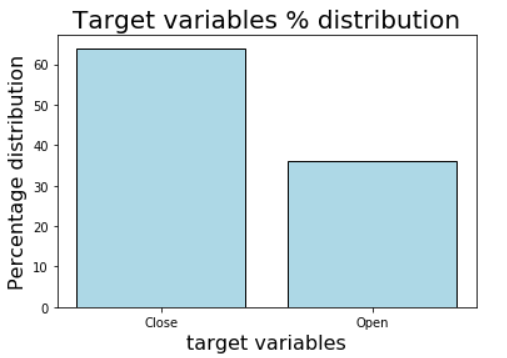 Target variables % distribution
Percentage distribution
60
50
40
30
20
10
0
Close Open
target variables